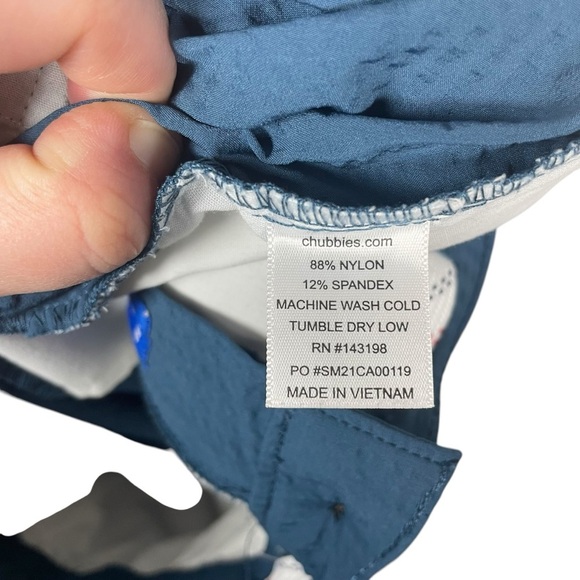 chubbies.com
88% NYLON
12% SPANDEX
MACHINE WASH COLD
TUMBLE DRY LOW
RN #143198
PO #SM21CA00119
MADE IN VIETNAM